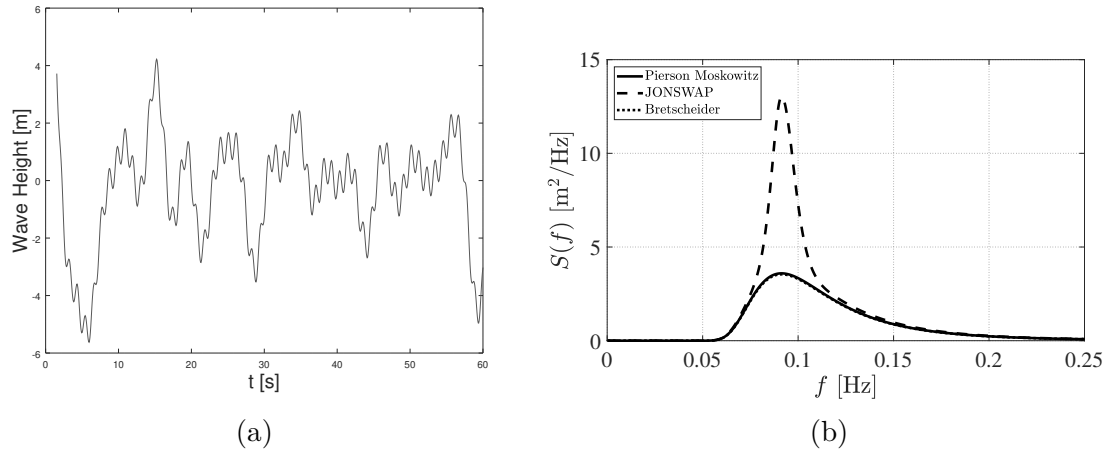 6
4
2
0
-2
-4
-6
Wave Height [m]
0 10 20 30 40 50 60
t [s]
(a)
15
10
5
0
S(f) [m²/Hz]
Pierson Moskowitz
JONSWAP
Bretscheider
0 0.05 0.1 0.15 0.2 0.25
f [Hz]
(b)